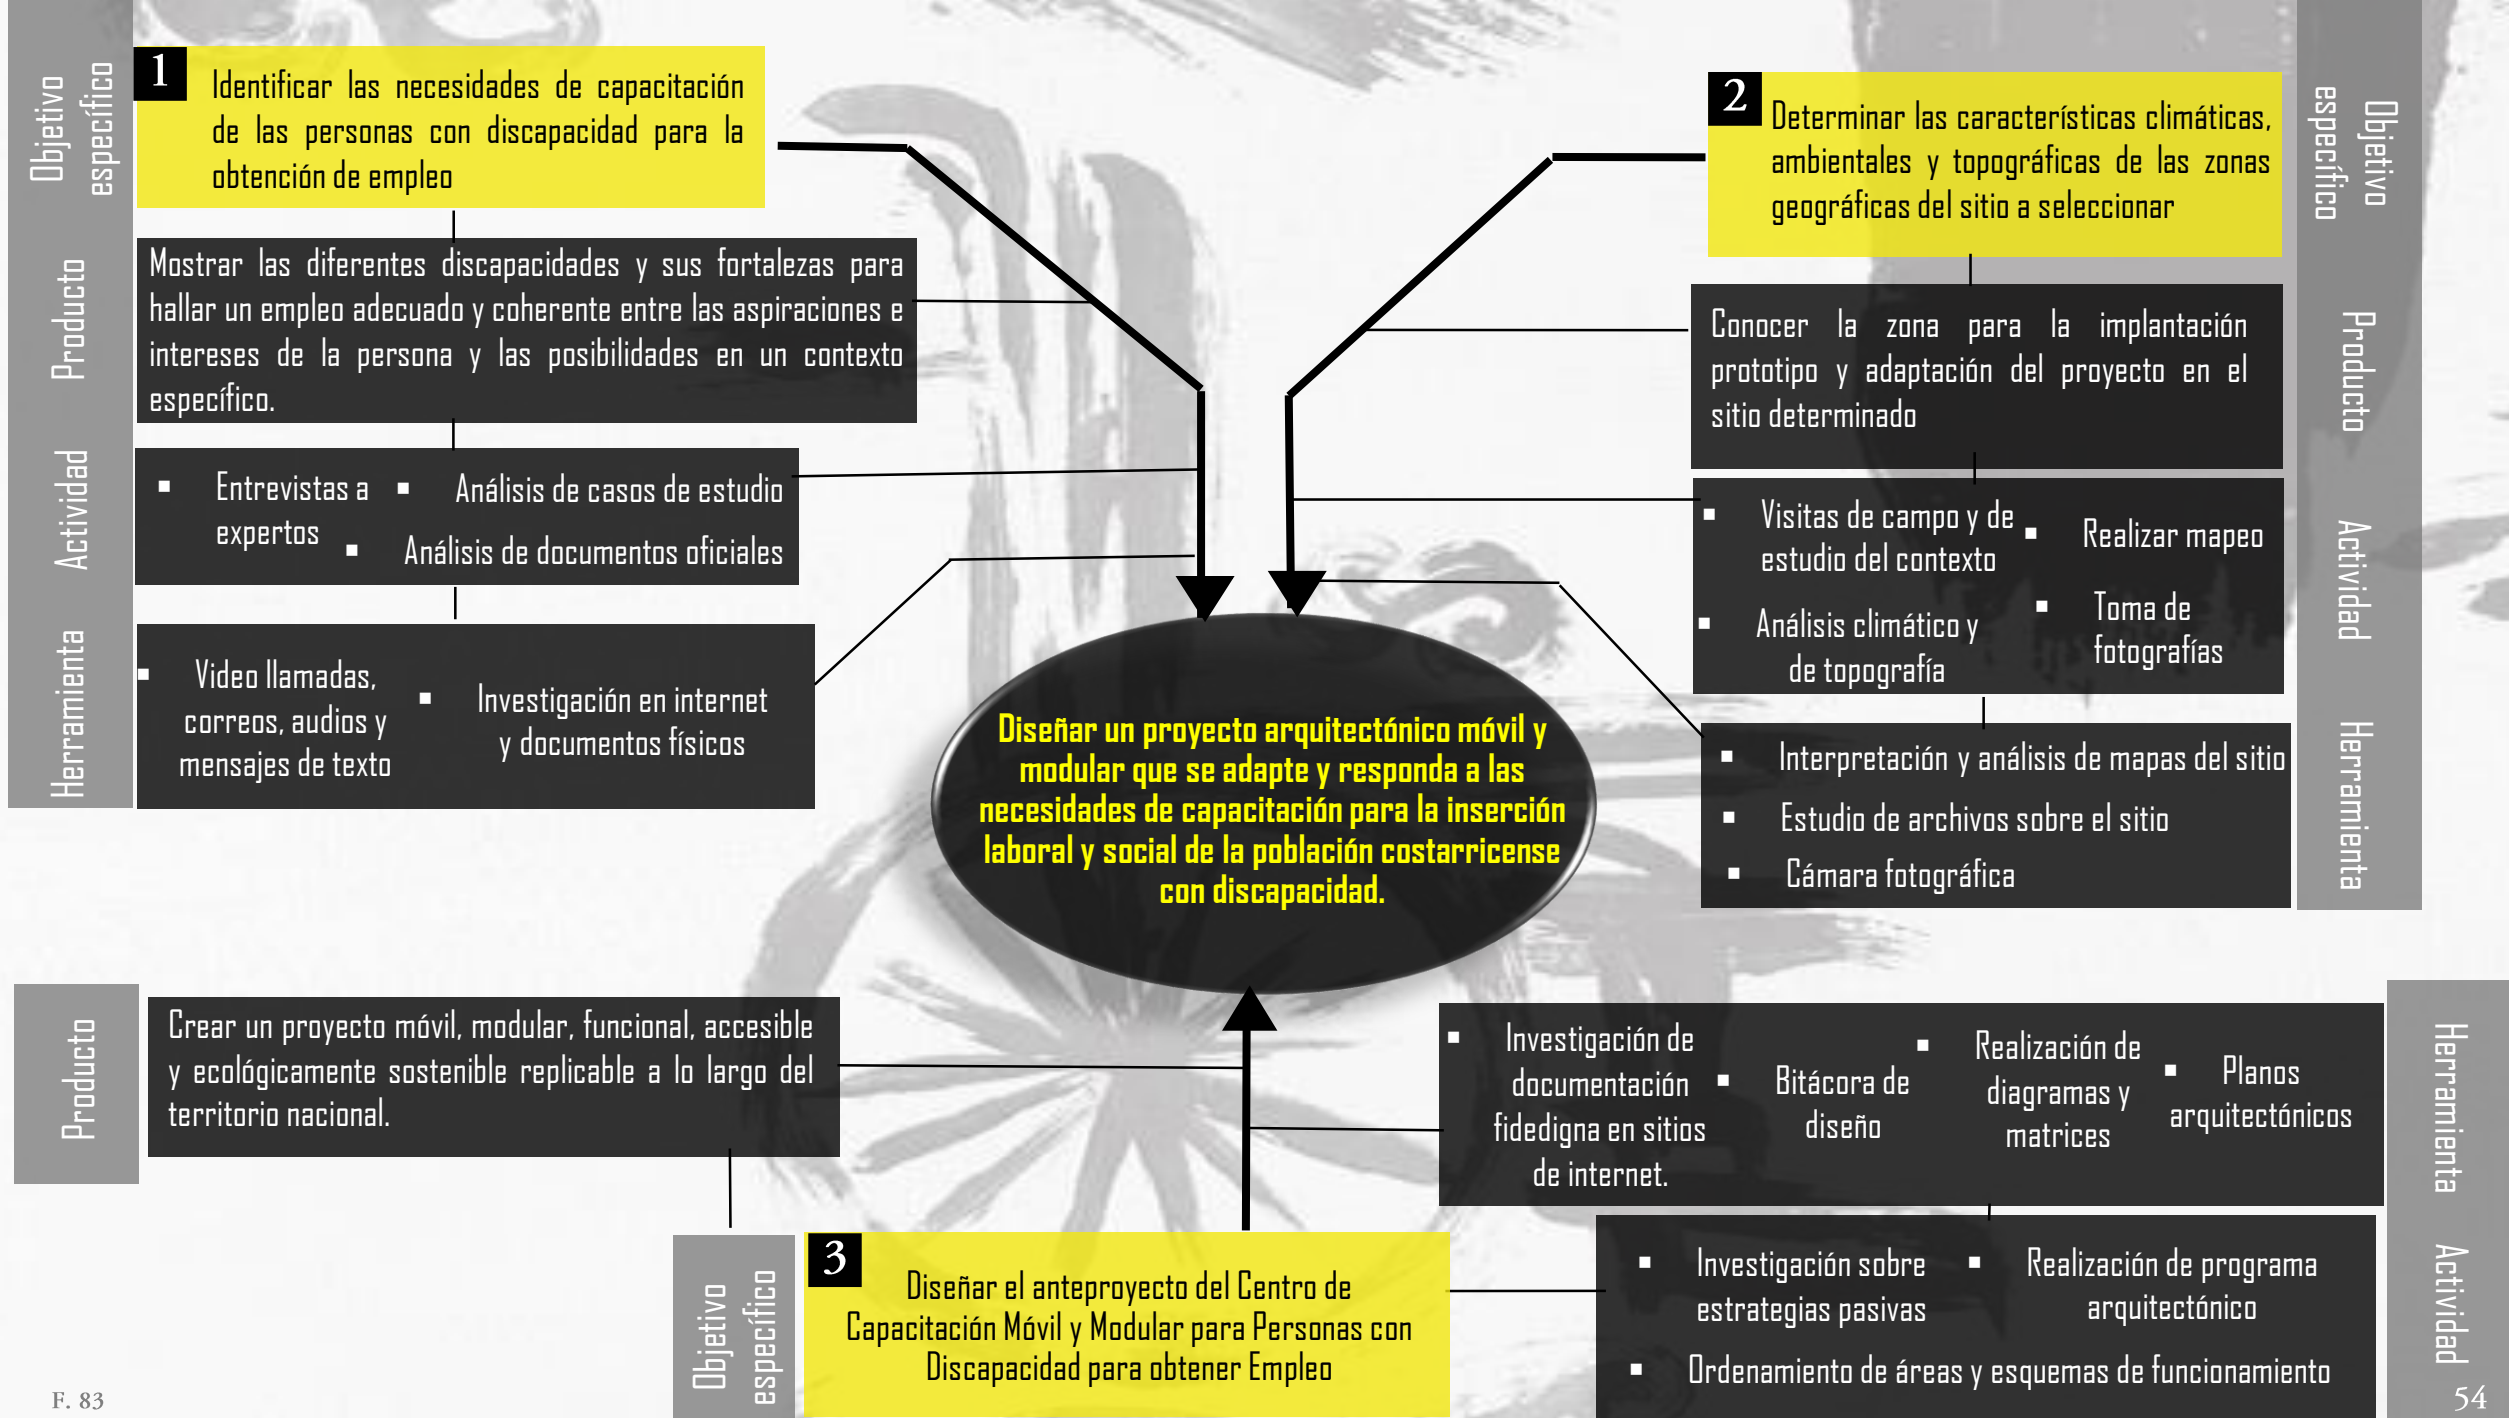 Objetivo
específico
1
Identificar las necesidades de capacitación
de las personas con discapacidad para la
obtención de empleo
Producto
Mostrar las diferentes discapacidades y sus fortalezas para
hallar un empleo adecuado y coherente entre las aspiraciones e
intereses de la persona y las posibilidades en un contexto
específico.
Actividad
▪ Entrevistas a
expertos
▪ Análisis de casos de estudio
▪ Análisis de documentos oficiales
Herramienta
▪ Video llamadas,
correos, audios y
mensajes de texto
▪ Investigación en internet
y documentos físicos
Objetivo
específico
2
Determinar las características climáticas,
ambientales y topográficas de las zonas
geográficas del sitio a seleccionar
Producto
Conocer la zona para la implantación
prototipo y adaptación del proyecto en el
sitio determinado
Actividad
▪ Visitas de campo y de
estudio del contexto
▪ Realizar mapeo
▪ Análisis climático y
de topografía
▪ Toma de
fotografías
Herramienta
▪ Interpretación y análisis de mapas del sitio
▪ Estudio de archivos sobre el sitio
▪ Cámara fotográfica
Diseñar un proyecto arquitectónico móvil y
modular que se adapte y responda a las
necesidades de capacitación para la inserción
laboral y social de la población costarricense
con discapacidad.
Producto
Crear un proyecto móvil, modular, funcional, accesible
y ecológicamente sostenible replicable a lo largo del
territorio nacional.
Objetivo
específico
3
Diseñar el anteproyecto del Centro de
Capacitación Móvil y Modular para Personas con
Discapacidad para obtener Empleo
Herramienta
▪ Investigación de
documentación
fidedigna en sitios
de internet.
▪ Bitácora de
diseño
▪ Realización de
diagramas y
matrices
▪ Planos
arquitectónicos
Actividad
▪ Investigación sobre
estrategias pasivas
▪ Realización de programa
arquitectónico
▪ Ordenamiento de áreas y esquemas de funcionamiento
F. 83
54